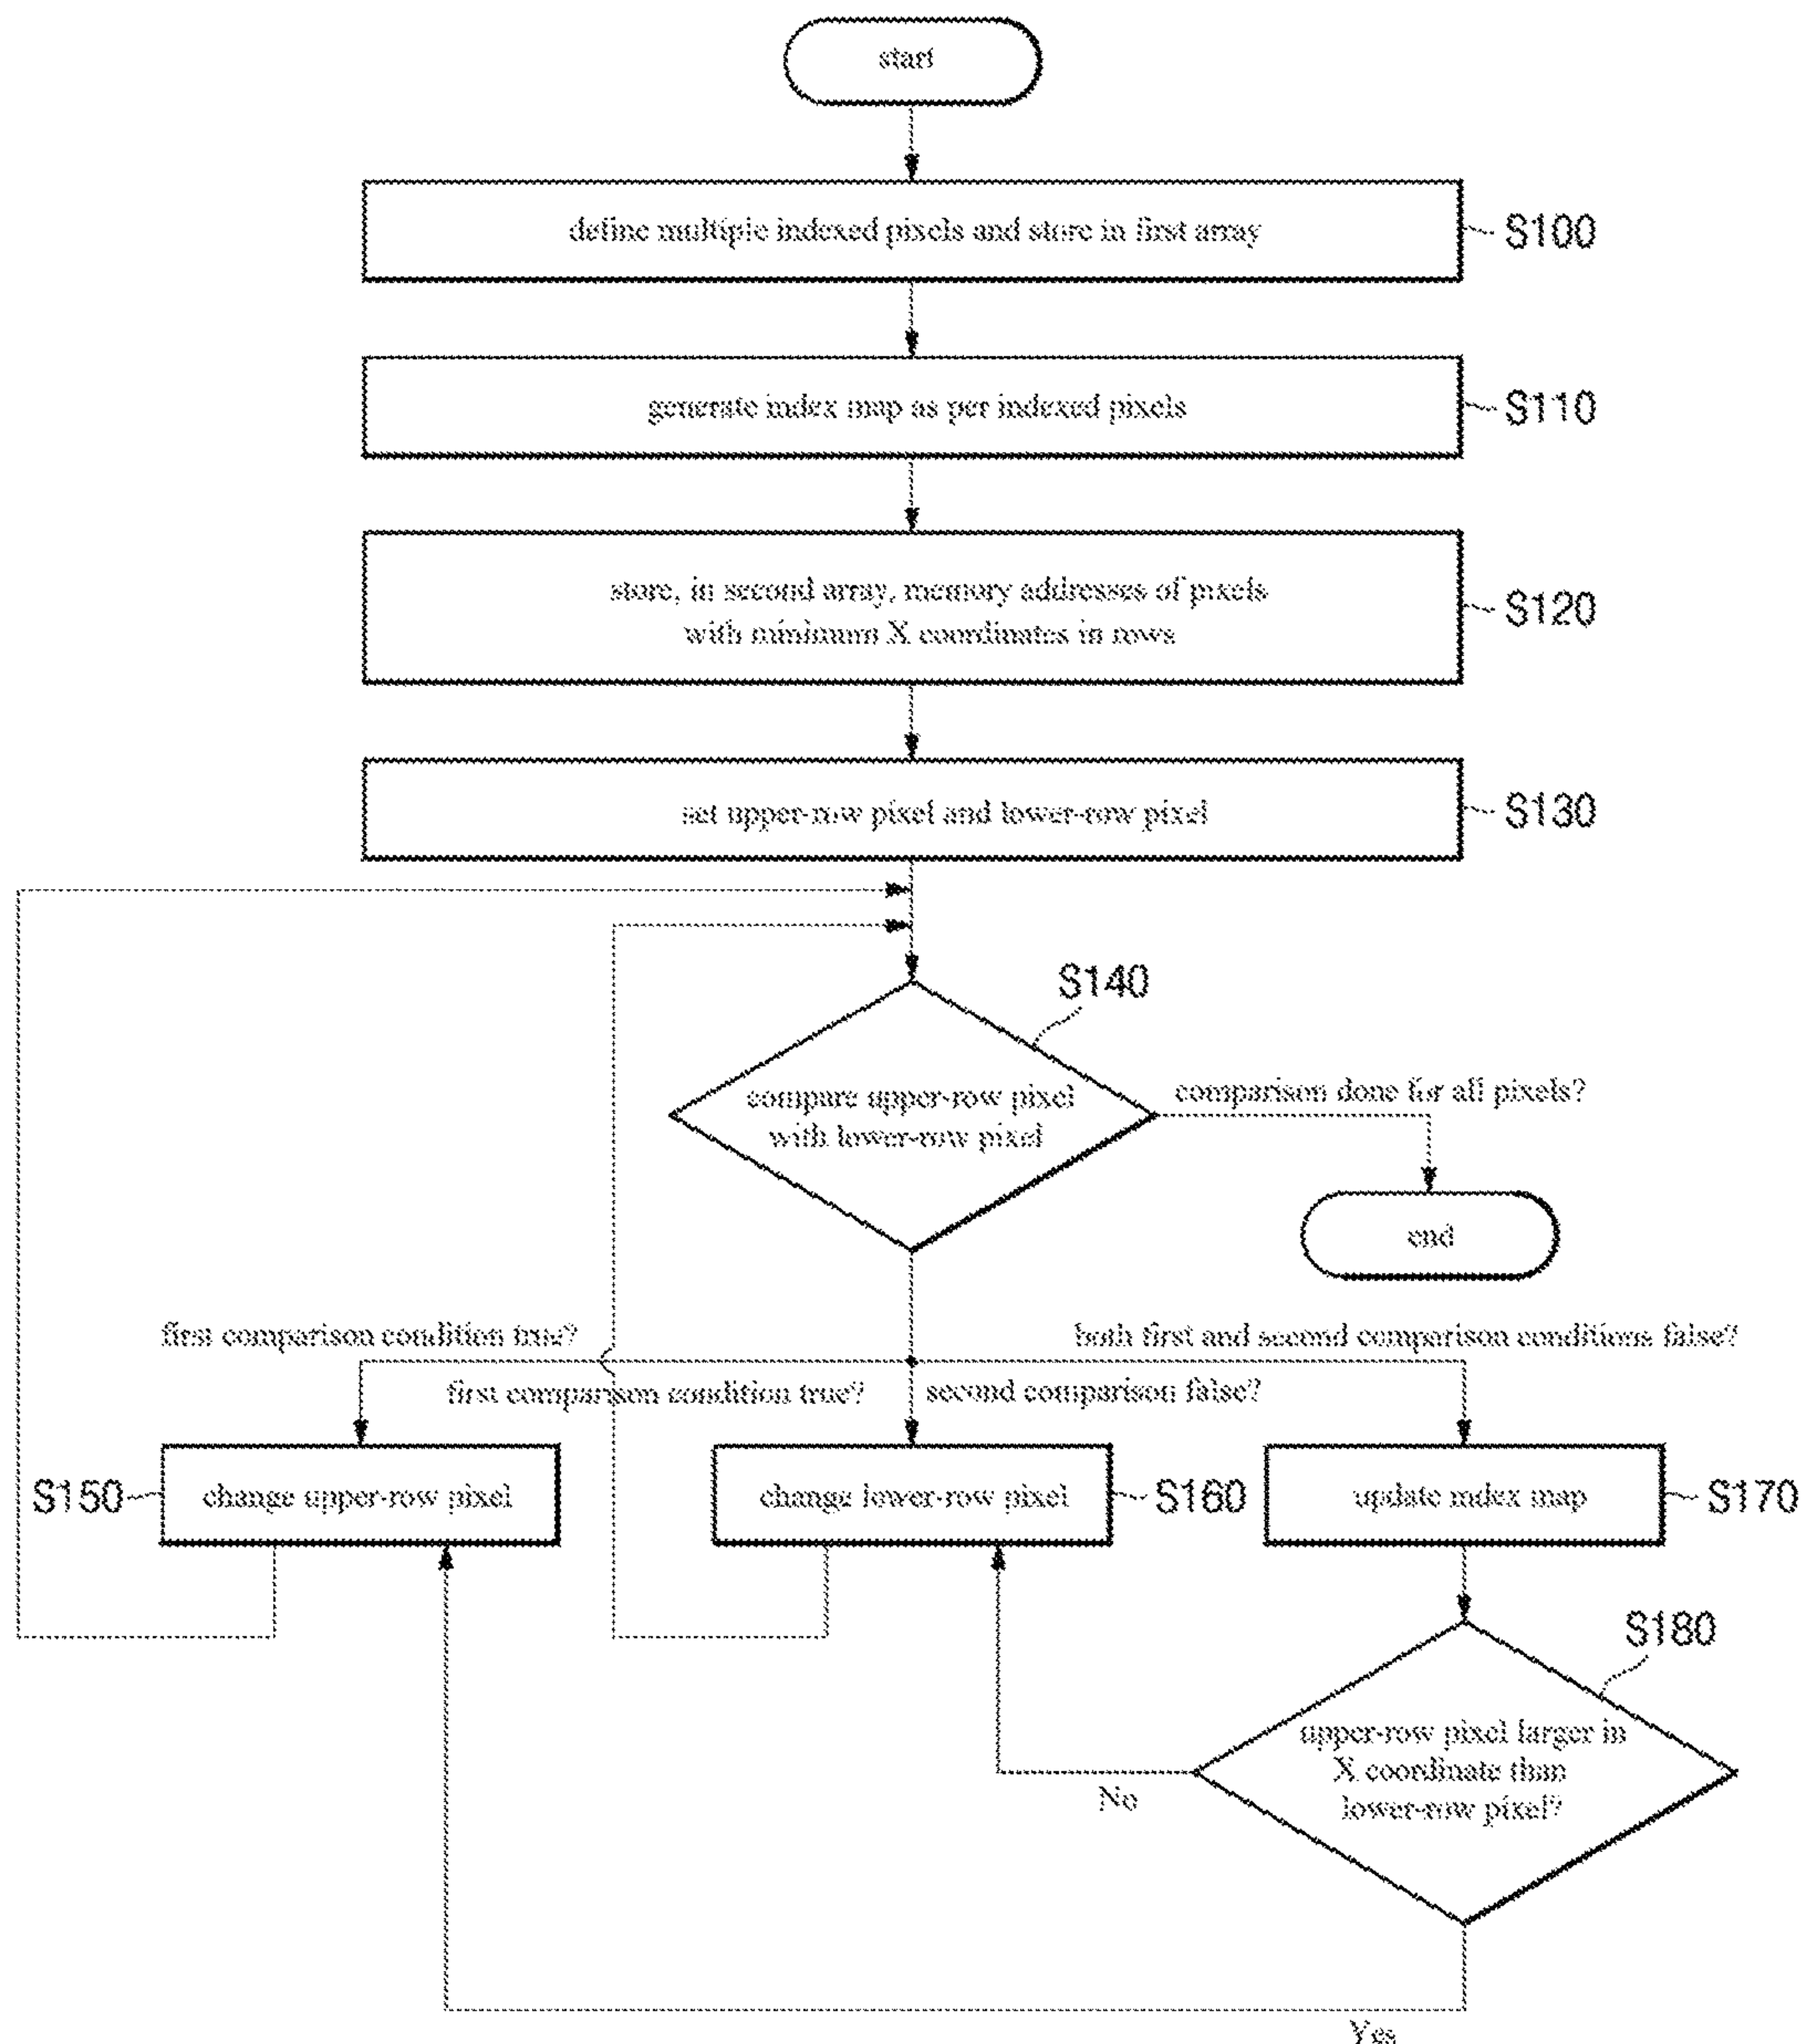 start
define multiple indexed pixels and store in first array
S100
generate index map as per indexed pixels
S110
store, in second array, memory addresses of pixels
with minimum X coordinates in rows
S120
set upper-row pixel and lower-row pixel
S130
S140
compare upper-row pixel
with lower-row pixel
comparison done for all pixels?
end
first comparison condition true?
both first and second comparison conditions false?
first comparison condition true?
second comparison false?
S150
change upper-row pixel
change lower-row pixel
S160
update index map
S170
S180
upper-row pixel larger in
X coordinate than
lower-row pixel?
No
Yes